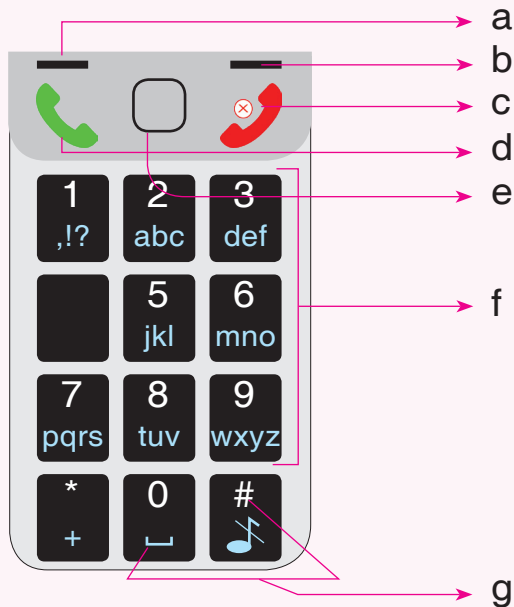 a
b
c
d
e
1 2 3
,!? abc def
f
5 6
jkl mno
7 8 9
pqrs tuv wxyz
* 0 #
+
g